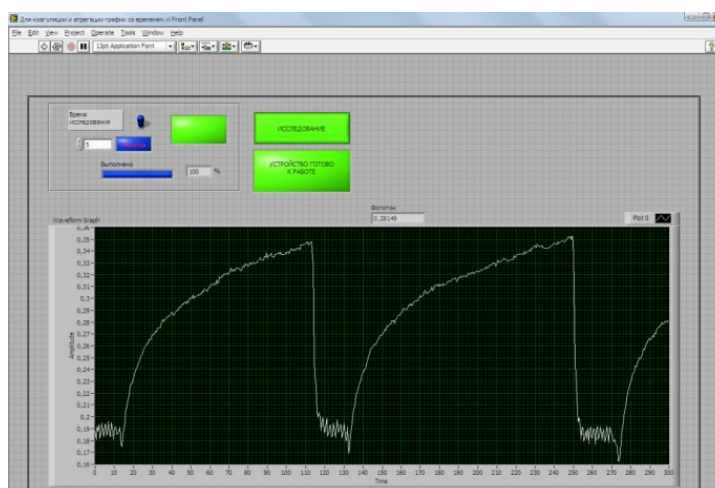 Для коагуляции и агрегации график со временем.vi Front Panel
File Edit View Project Operate Tools Window Help
13pt Application Font
Время
исследования
5
Выполнено
100 %
ИССЛЕДОВАНИЕ
УСТРОЙСТВО ГОТОВО
К РАБОТЕ
Фототок
0,28149
Waveform Graph
Plot 0
0,36
0,35
0,34
0,33
0,32
0,31
0,3
0,29
0,28
0,27
0,26
0,25
0,24
0,23
0,22
0,21
0,2
0,19
0,18
0,17
0,16
Amplitude
0 10 20 30 40 50 60 70 80 90 100 110 120 130 140 150 160 170 180 190 200 210 220 230 240 250 260 270 280 290 300
Time